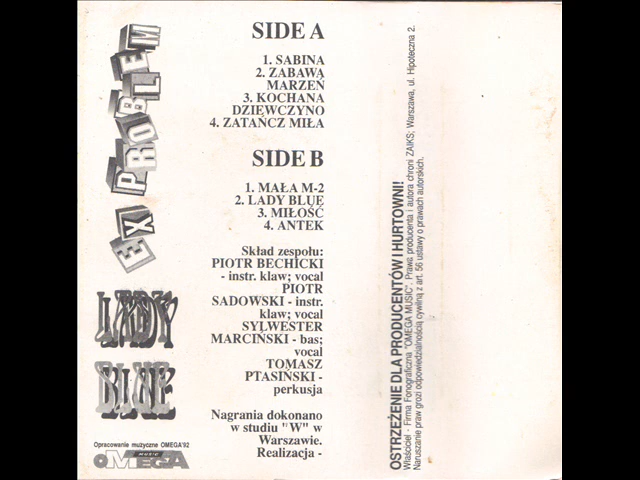 EX PROBLEM
LADY
BLUE
Opracowanie muzyczne OMEGA'92
MUSIC
OMEGA
SIDE A
1. SABINA
2. ZABAWA
MARZEŃ
3. KOCHANA
DZIEWCZYNO
4. ZATAŃCZ MIŁA
SIDE B
1. MAŁA M-2
2. LADY BLUE
3. MIŁOŚĆ
4. ANTEK
Skład zespołu:
PIOTR BECHICKI
- instr. klaw; vocal
PIOTR
SADOWSKI - instr.
klaw; vocal
SYLWESTER
MARCIŃSKI - bas;
vocal
TOMASZ
PTASIŃSKI -
perkusja
Nagrania dokonano
w studiu "W" w
Warszawie.
Realizacja -
OSTRZEŻENIE DLA PRODUCENTÓW I HURTOWNI!
Właściciel - Firma Fonograficzna "OMEGA MUSIC". Prawa producenta i autora chroni ZAIKS; Warszawa, ul. Hipoteczna 2.
Naruszanie praw grozi odpowiedzialnością cywilną z art. 56 ustawy o prawach autorskich.